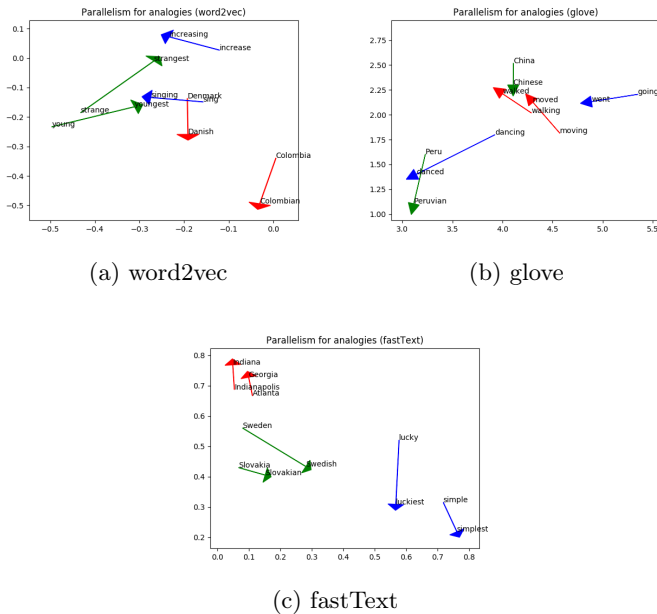 Parallelism for analogies (word2vec)
0.1
0.0
−0.1
−0.2
−0.3
−0.4
−0.5
increasing
increase
strangest
singing
Denmark
sing
youngest
strange
young
Danish
Colombia
Colombian
−0.5 −0.4 −0.3 −0.2 −0.1 0.0
(a) word2vec
Parallelism for analogies (glove)
2.75
2.50
2.25
2.00
1.75
1.50
1.25
1.00
China
Chinese
walked
moved
went
going
walking
dancing
moving
Peru
danced
Peruvian
3.0 3.5 4.0 4.5 5.0 5.5
(b) glove
Parallelism for analogies (fastText)
0.8
0.7
0.6
0.5
0.4
0.3
0.2
Indiana
Georgia
Indianapolis
Atlanta
Sweden
lucky
Slovakia
Swedish
Slovakian
luckiest
simple
simplest
0.0 0.1 0.2 0.3 0.4 0.5 0.6 0.7 0.8
(c) fastText